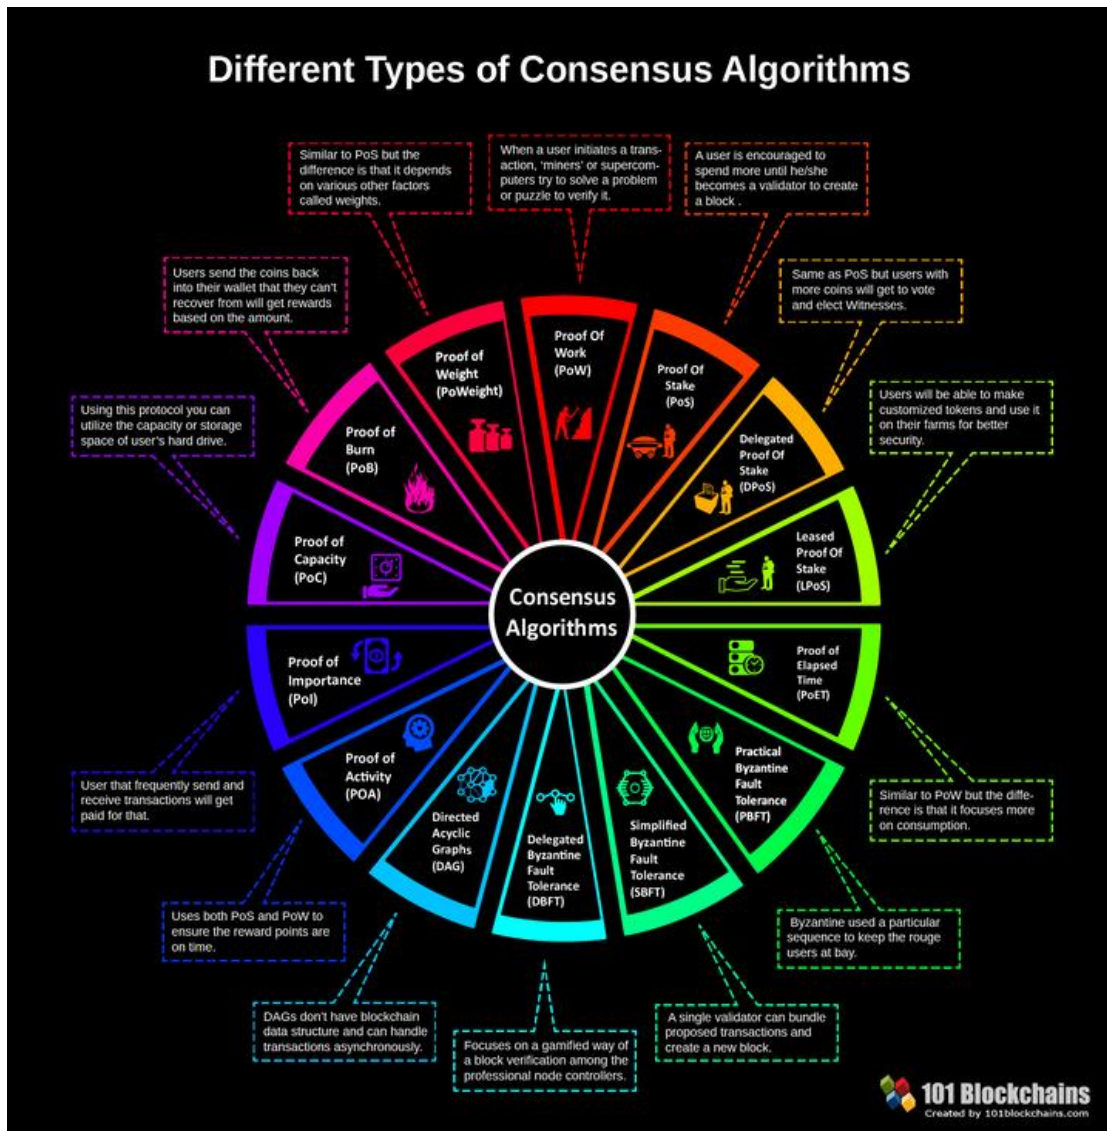 Different Types of Consensus Algorithms
When a user initiates a trans-
action, 'miners' or supercom-
puters try to solve a problem
or puzzle to verify it.
Proof Of
Work
(PoW)
A user is encouraged to
spend more until he/she
becomes a validator to create
a block .
Proof Of
Stake
(PoS)
Same as PoS but users with
more coins will get to vote
and elect Witnesses.
Delegated
Proof Of
Stake
(DPoS)
Users will be able to make
customized tokens and use it
on their farms for better
security.
Leased
Proof Of
Stake
(LPoS)
Proof of
Elapsed
Time
(PoET)
Similar to PoW but the diffe-
rence is that it focuses more
on consumption.
Practical
Byzantine
Fault
Tolerance
(PBFT)
Byzantine used a particular
sequence to keep the rouge
users at bay.
Simplified
Byzantine
Fault
Tolerance
(SBFT)
A single validator can bundle
proposed transactions and
create a new block.
Delegated
Byzantine
Fault
Tolerance
(DBFT)
Focuses on a gamified way of
a block verification among the
professional node controllers.
Directed
Acyclic
Graphs
(DAG)
DAGs don't have blockchain
data structure and can handle
transactions asynchronously.
Proof of
Activity
(POA)
Uses both PoS and PoW to
ensure the reward points are
on time.
Proof of
Importance
(PoI)
User that frequently send and
receive transactions will get
paid for that.
Proof of
Capacity
(PoC)
Using this protocol you can
utilize the capacity or storage
space of user's hard drive.
Proof of
Burn
(PoB)
Users send the coins back
into their wallet that they can't
recover from will get rewards
based on the amount.
Proof of
Weight
(PoWeight)
Similar to PoS but the
difference is that it depends
on various other factors
called weights.
Consensus
Algorithms
101 Blockchains
Created by 101blockchains.com